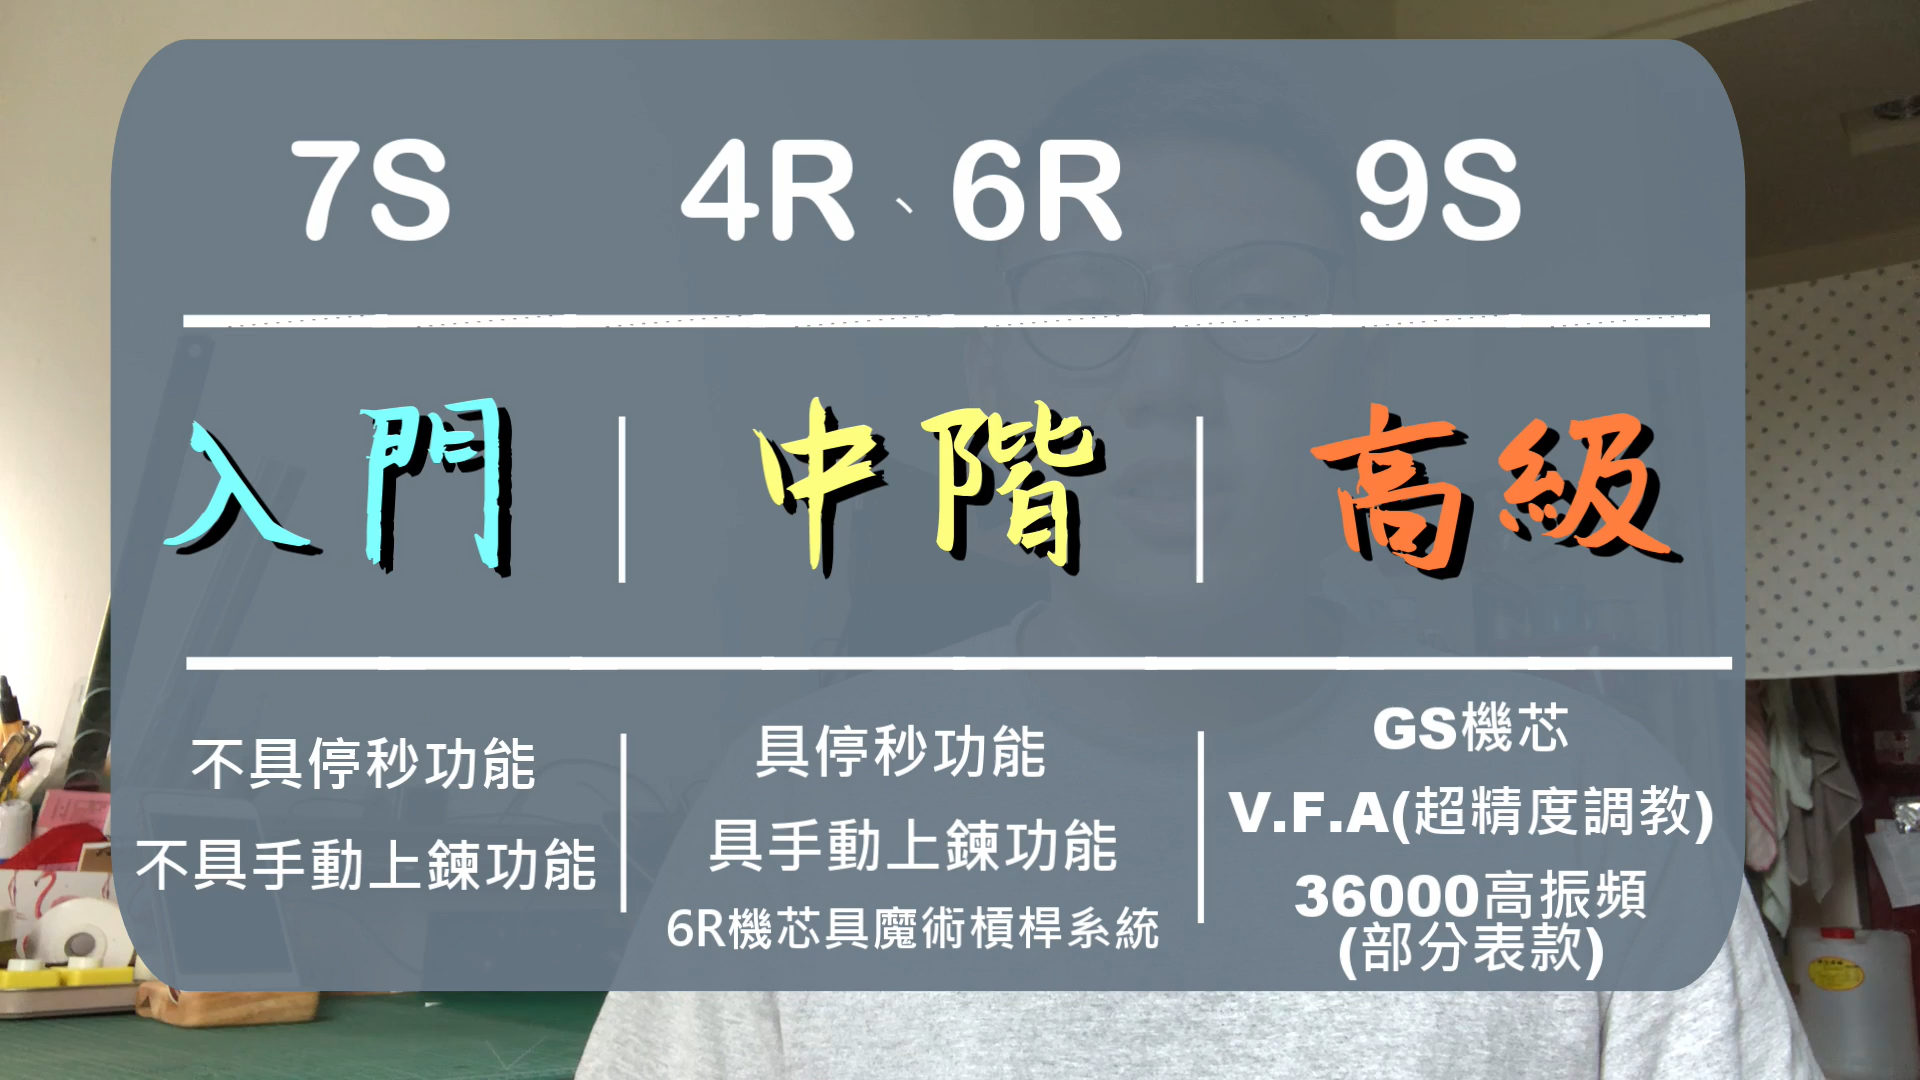 7S
4R、6R
9S
入門
中階
高級
不具停秒功能
不具手動上鍊功能
具停秒功能
具手動上鍊功能
6R機芯具魔術槓桿系統
GS機芯
V.F.A(超精度調教)
36000高振頻
(部分表款)